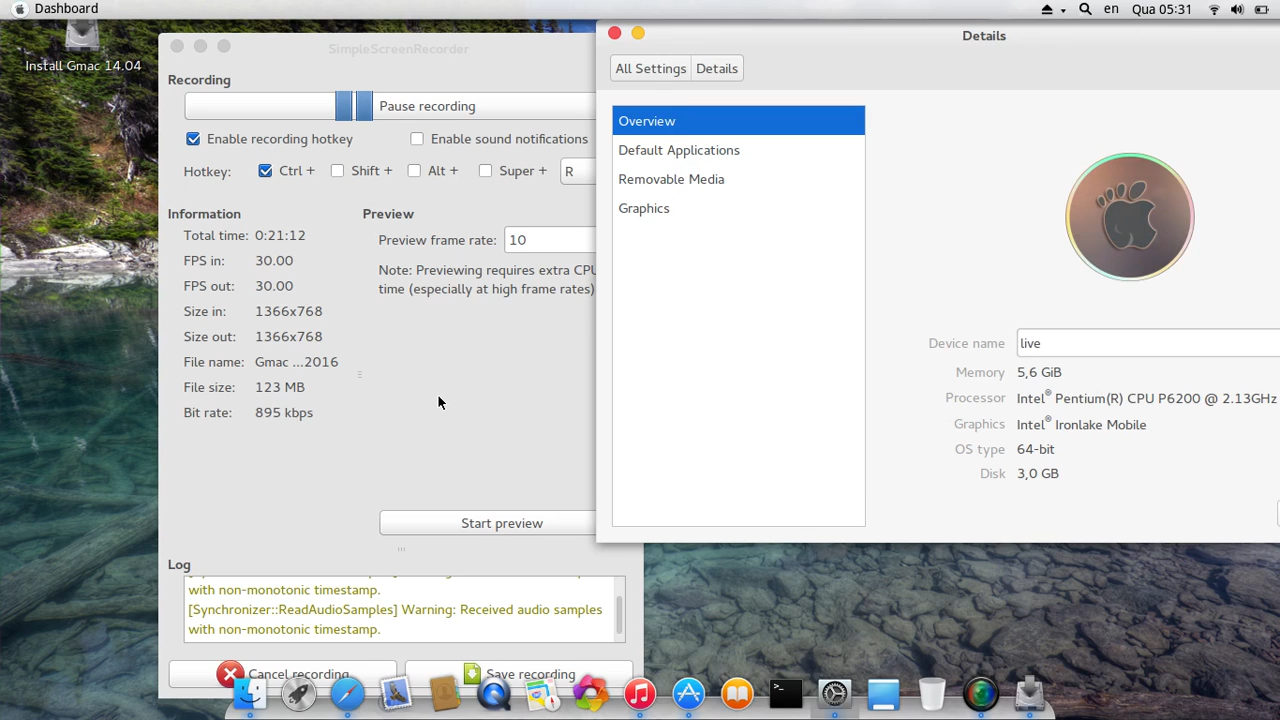 Dashboard
en
Qua 05:31
Install Gmac 14.04
SimpleScreenRecorder
Recording
Pause recording
Enable recording hotkey
Enable sound notifications
Hotkey:
Ctrl +
Shift +
Alt +
Super +
R
Information
Total time: 0:21:12
FPS in: 30.00
FPS out: 30.00
Size in: 1366x768
Size out: 1366x768
File name: Gmac ...2016
File size: 123 MB
Bit rate: 895 kbps
Preview
Preview frame rate: 10
Note: Previewing requires extra CPU
time (especially at high frame rates)
Start preview
Log
with non-monotonic timestamp.
[Synchronizer::ReadAudioSamples] Warning: Received audio samples
with non-monotonic timestamp.
Cancel recording
Save recording
Details
All Settings
Details
Overview
Default Applications
Removable Media
Graphics
Device name live
Memory 5,6 GiB
Processor Intel® Pentium(R) CPU P6200 @ 2.13GHz
Graphics Intel® Ironlake Mobile
OS type 64-bit
Disk 3,0 GB